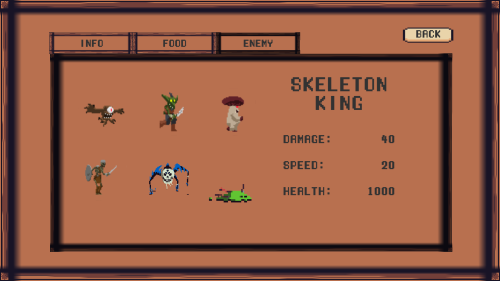 BACK
INFO FOOD ENEMY
SKELETON
KING
DAMAGE: 40
SPEED: 20
HEALTH: 1000